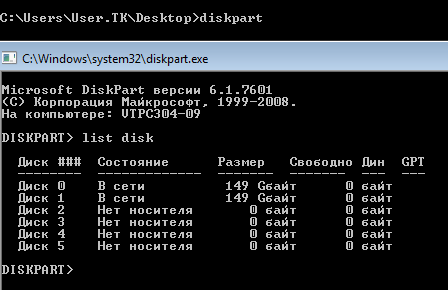 C:\Users\User.TK\Desktop>diskpart
C:\Windows\system32\diskpart.exe
Microsoft DiskPart версии 6.1.7601
(C) Корпорация Майкрософт, 1999-2008.
На компьютере: VTPC304-09
DISKPART> list disk
Диск ### Состояние Размер Свободно Дин GPT
-------- ------------- ------- ------- --- ---
Диск 0 В сети 149 Gбайт 0 байт
Диск 1 В сети 149 Gбайт 0 байт
Диск 2 Нет носителя 0 байт 0 байт
Диск 3 Нет носителя 0 байт 0 байт
Диск 4 Нет носителя 0 байт 0 байт
Диск 5 Нет носителя 0 байт 0 байт
DISKPART>